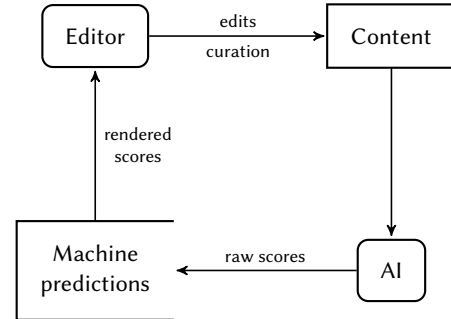 Editor
edits
curation
Content
rendered
scores
Machine
predictions
raw scores
AI